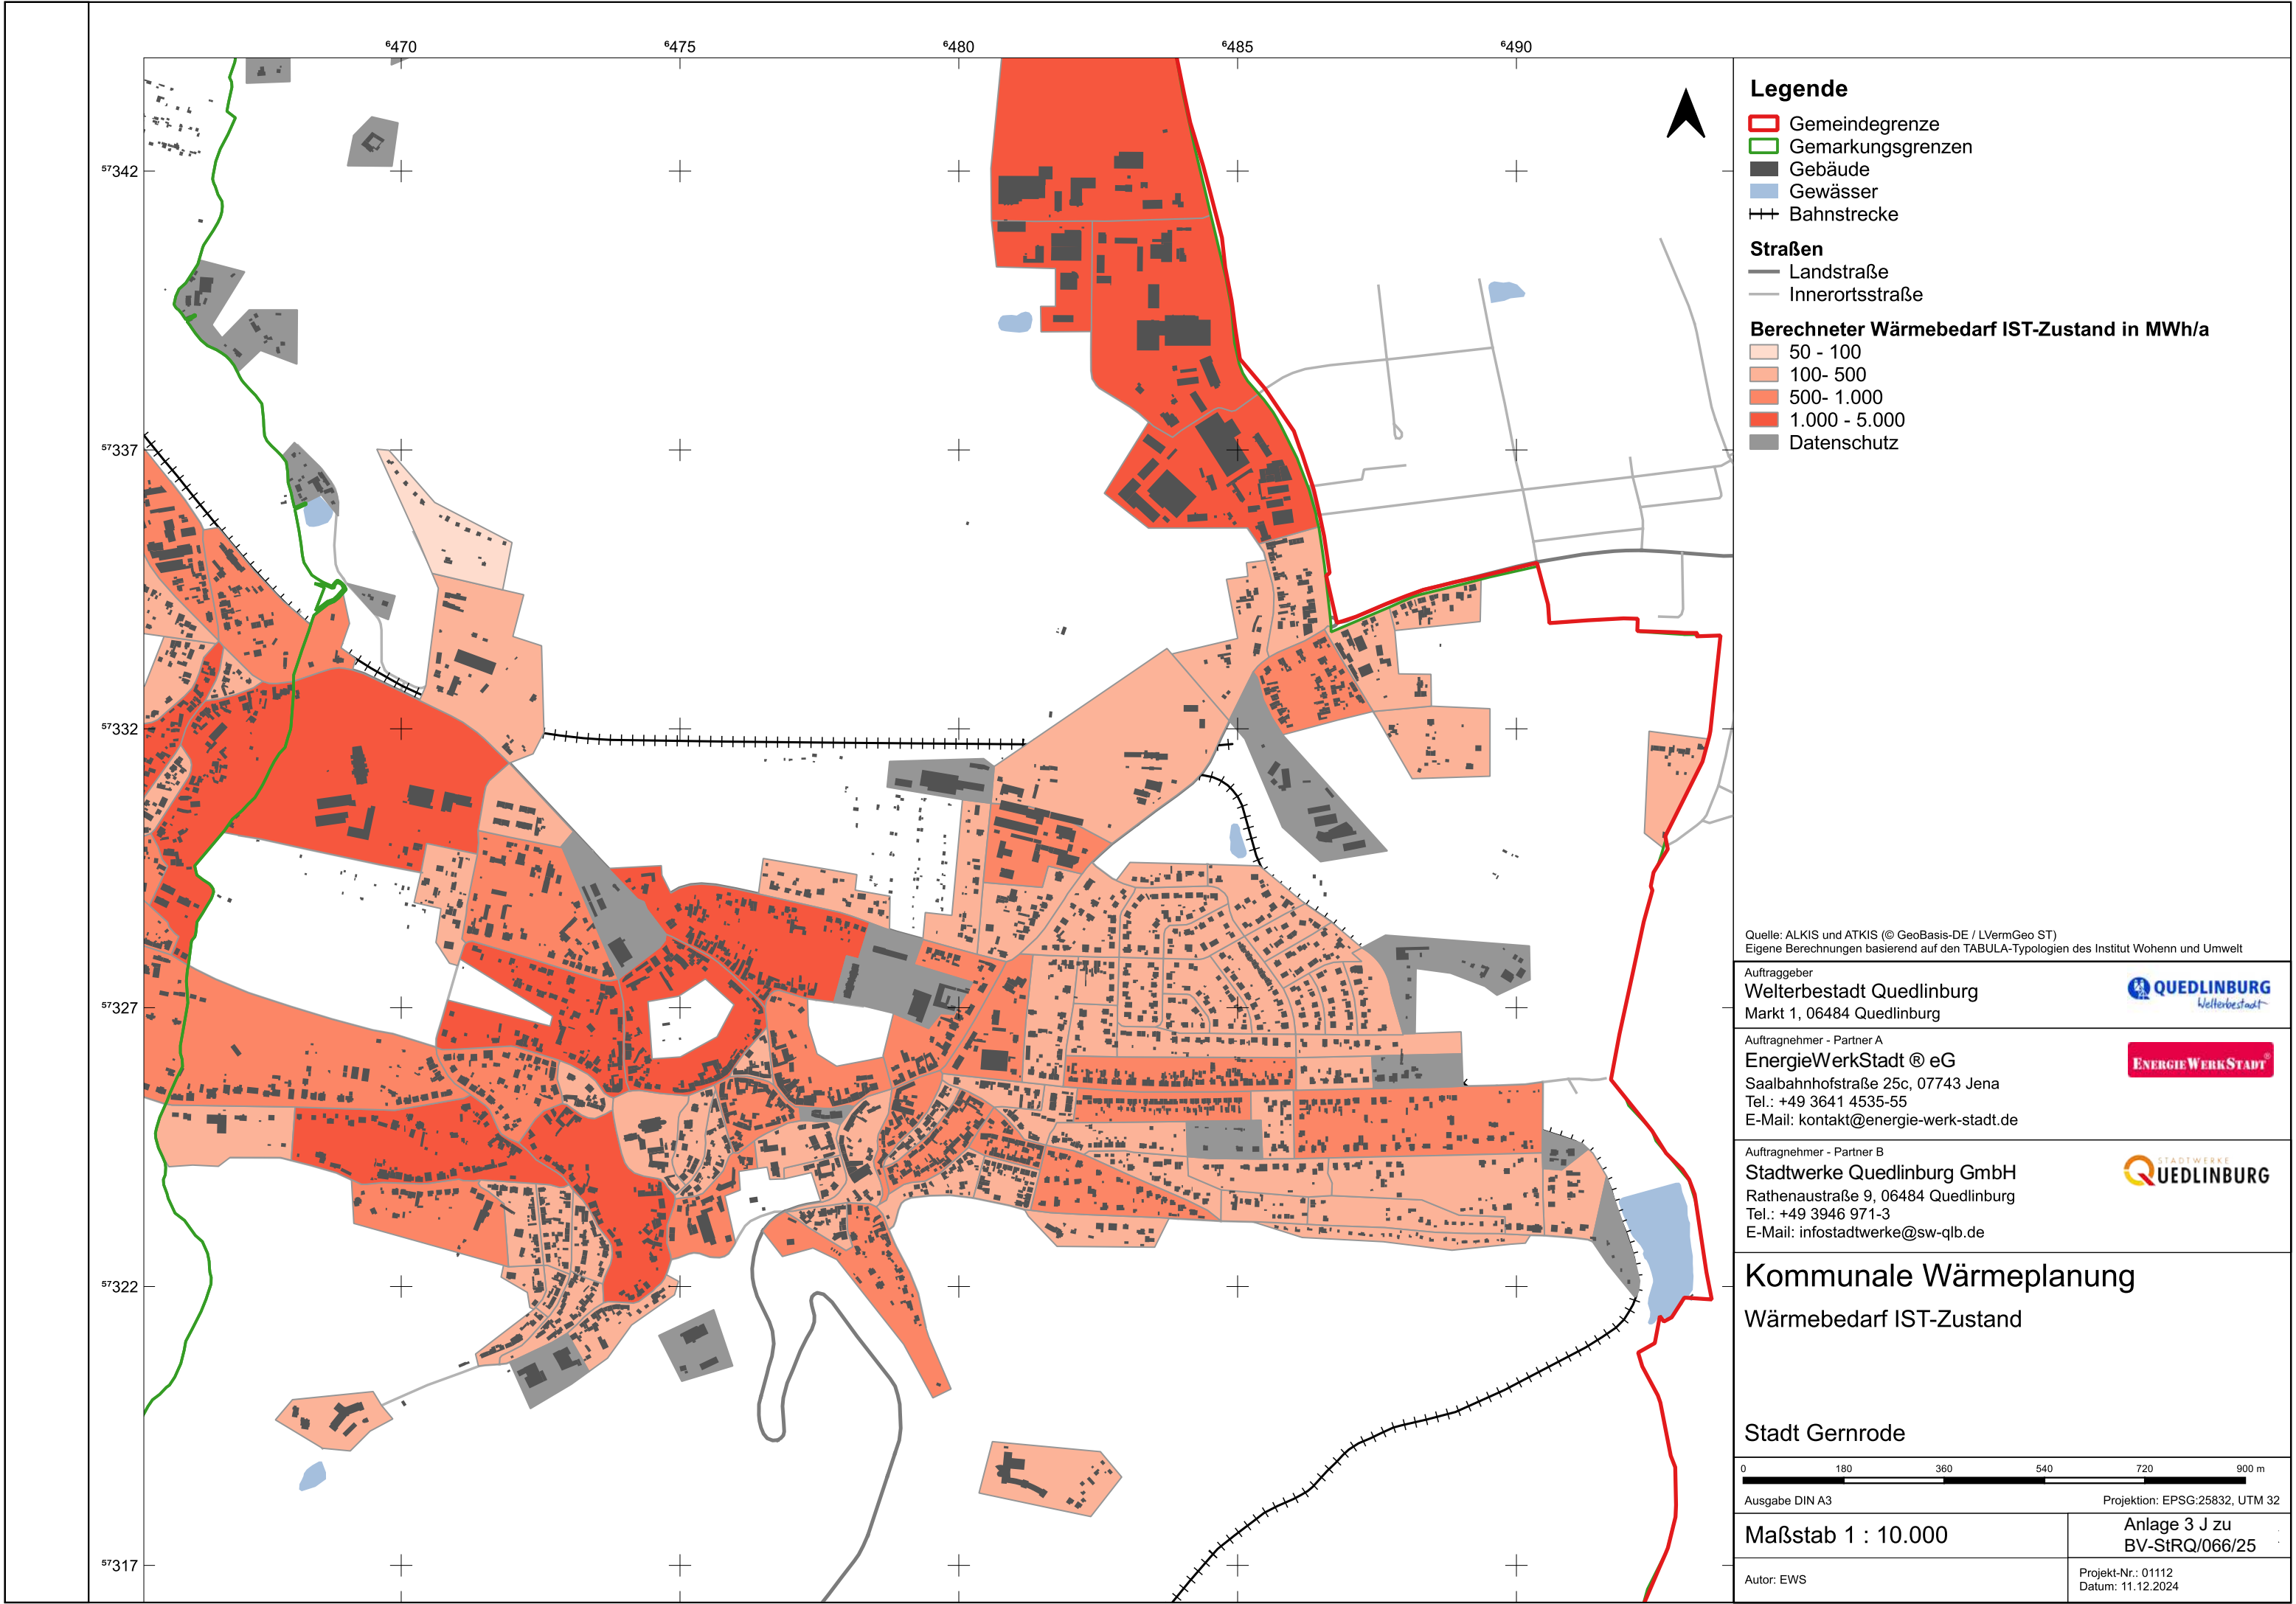 ⁶470 ⁶475 ⁶480 ⁶485 ⁶490
⁵⁷342
⁵⁷337
⁵⁷332
⁵⁷327
⁵⁷322
⁵⁷317
Legende
Gemeindegrenze
Gemarkungsgrenzen
Gebäude
Gewässer
Bahnstrecke
Straßen
Landstraße
Innerortsstraße
Berechneter Wärmebedarf IST-Zustand in MWh/a
50 - 100
100- 500
500- 1.000
1.000 - 5.000
Datenschutz
Quelle: ALKIS und ATKIS (© GeoBasis-DE / LVermGeo ST)
Eigene Berechnungen basierend auf den TABULA-Typologien des Institut Wohenn und Umwelt
Auftraggeber
Welterbestadt Quedlinburg
Markt 1, 06484 Quedlinburg
QUEDLINBURG
Welterbestadt
Auftragnehmer - Partner A
EnergieWerkStadt ® eG
Saalbahnhofstraße 25c, 07743 Jena
Tel.: +49 3641 4535-55
E-Mail: kontakt@energie-werk-stadt.de
ENERGIEWERKSTADT®
Auftragnehmer - Partner B
Stadtwerke Quedlinburg GmbH
Rathenaustraße 9, 06484 Quedlinburg
Tel.: +49 3946 971-3
E-Mail: infostadtwerke@sw-qlb.de
STADTWERKE
QUEDLINBURG
Kommunale Wärmeplanung
Wärmebedarf IST-Zustand
Stadt Gernrode
0 180 360 540 720 900 m
Ausgabe DIN A3
Projektion: EPSG:25832, UTM 32
Maßstab 1 : 10.000
Anlage 3 J zu
BV-StRQ/066/25
Autor: EWS
Projekt-Nr.: 01112
Datum: 11.12.2024